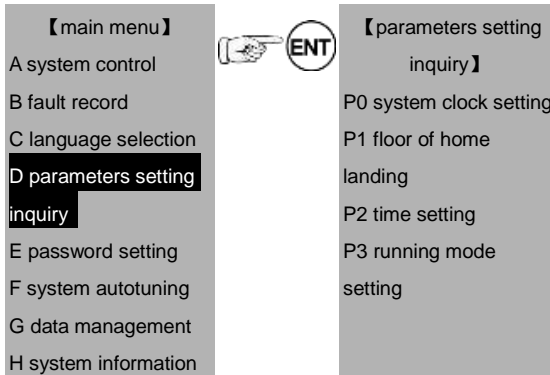 【main menu】
A system control
B fault record
C language selection
D parameters setting
inquiry
E password setting
F system autotuning
G data management
H system information
ENT
【parameters setting
inquiry】
P0 system clock setting
P1 floor of home
landing
P2 time setting
P3 running mode
setting